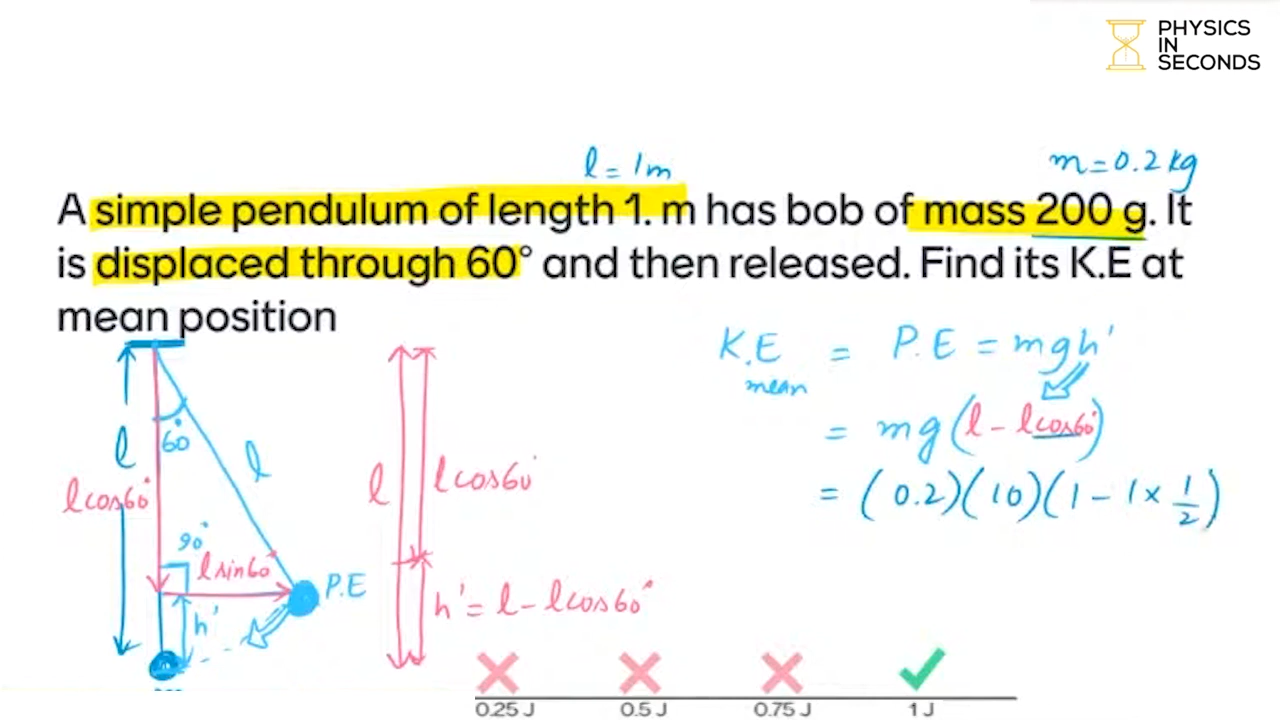 PHYSICS
IN
SECONDS
l = 1m
m = 0.2 kg
A simple pendulum of length 1. m has bob of mass 200 g. It
is displaced through 60° and then released. Find its K.E at
mean position
K.E mean = P.E = mgh'
= mg(l - lcos60°)
= (0.2)(10)(1 - 1 × 1/2)
l
60°
l
lcos60°
90°
lsin60°
P.E
h'
l
lcos60°
h' = l - lcos60°
0.25 J
0.5 J
0.75 J
1 J